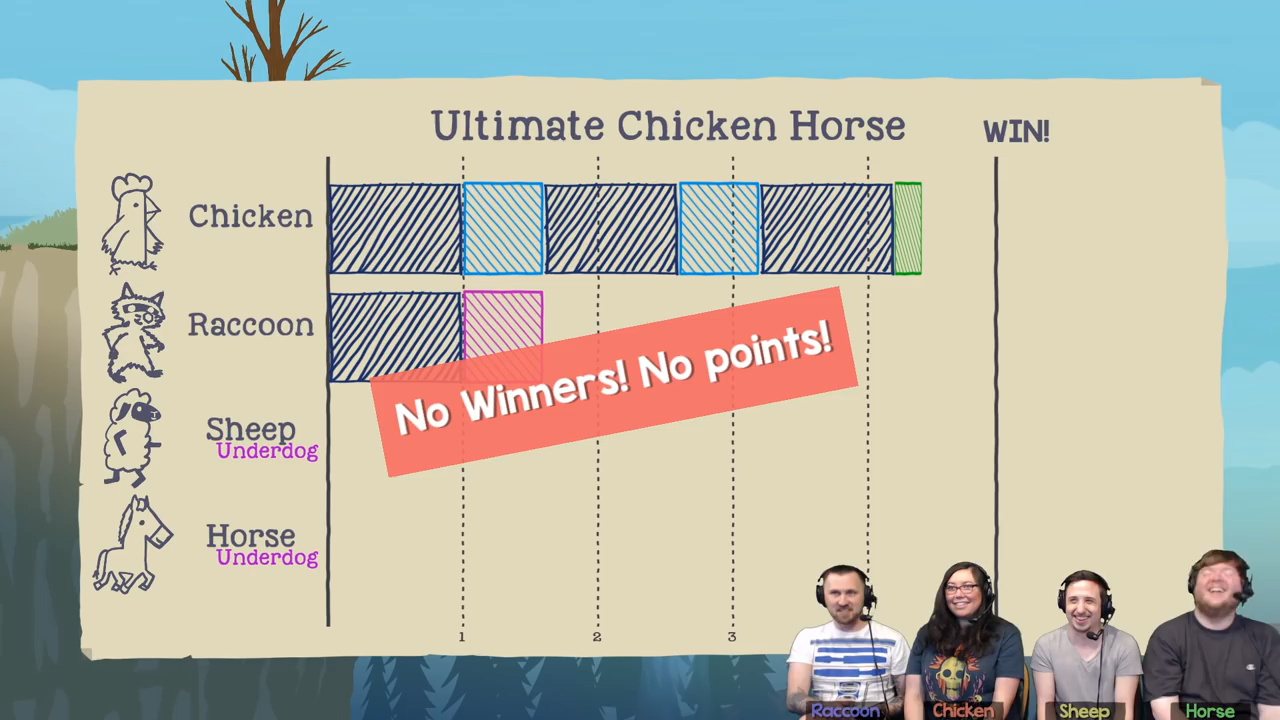 Ultimate Chicken Horse
WIN!
Chicken
Raccoon
No Winners! No points!
Sheep
Underdog
Horse
Underdog
1 2 3
Raccoon Chicken Sheep Horse